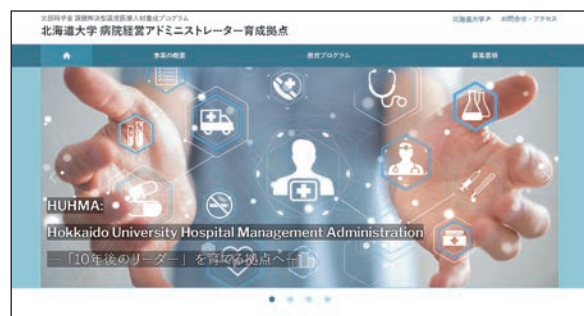 文部科学省 課題解決型高度医療人材養成プログラム
北海道大学 病院経営アドミニストレーター育成拠点
北海道大学 お問合せ・アクセス
事業の概要 教育プログラム 募集要項
HUHMA:
Hokkaido University Hospital Management Administration
―「10年後のリーダー」を育てる拠点へ―